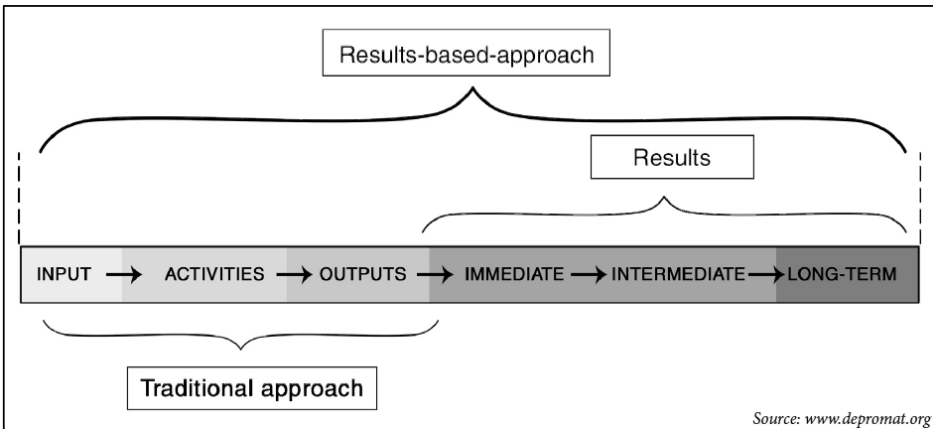 Results-based-approach
Results
INPUT → ACTIVITIES → OUTPUTS → IMMEDIATE → INTERMEDIATE → LONG-TERM
Traditional approach
Source: www.depromat.org